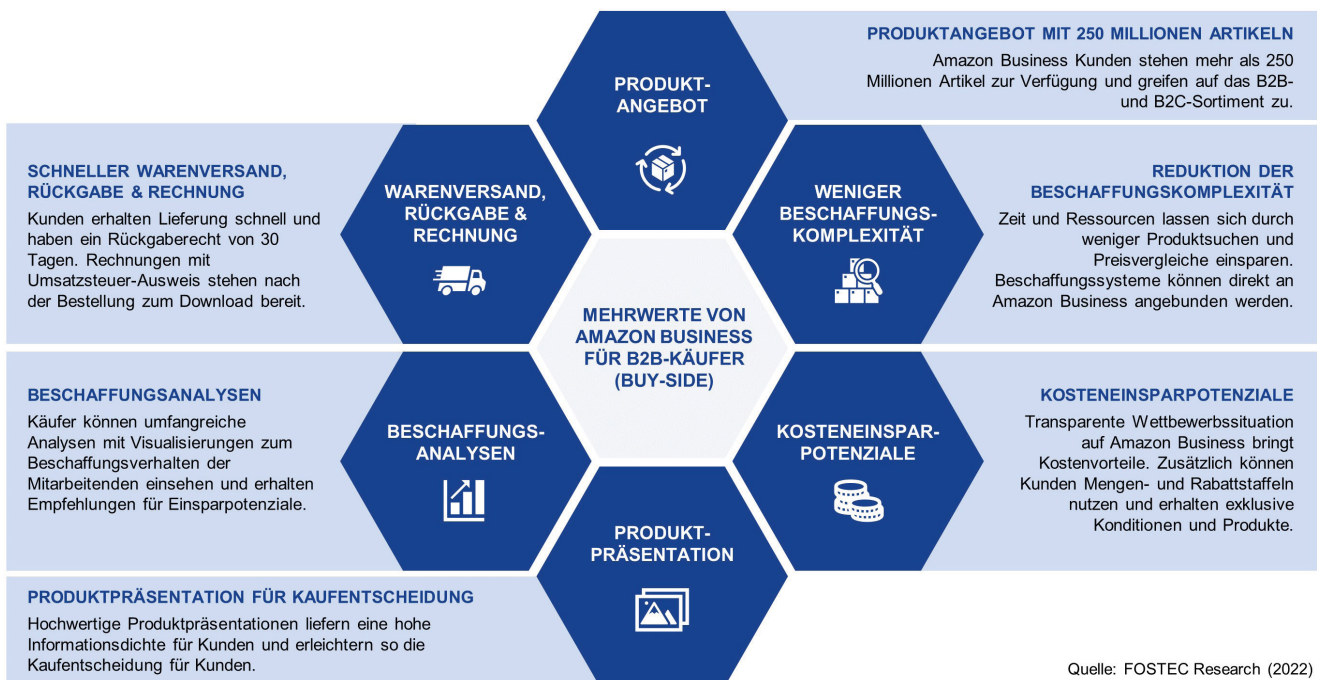 PRODUKT-
ANGEBOT
PRODUKTANGEBOT MIT 250 MILLIONEN ARTIKELN
Amazon Business Kunden stehen mehr als 250
Millionen Artikel zur Verfügung und greifen auf das B2B-
und B2C-Sortiment zu.
SCHNELLER WARENVERSAND,
RÜCKGABE & RECHNUNG
Kunden erhalten Lieferung schnell und
haben ein Rückgaberecht von 30
Tagen. Rechnungen mit
Umsatzsteuer-Ausweis stehen nach
der Bestellung zum Download bereit.
WARENVERSAND,
RÜCKGABE &
RECHNUNG
WENIGER
BESCHAFFUNGS-
KOMPLEXITÄT
REDUKTION DER
BESCHAFFUNGSKOMPLEXITÄT
Zeit und Ressourcen lassen sich durch
weniger Produktsuchen und
Preisvergleiche einsparen.
Beschaffungssysteme können direkt an
Amazon Business angebunden werden.
MEHRWERTE VON
AMAZON BUSINESS
FÜR B2B-KÄUFER
(BUY-SIDE)
BESCHAFFUNGSANALYSEN
Käufer können umfangreiche
Analysen mit Visualisierungen zum
Beschaffungsverhalten der
Mitarbeitenden einsehen und erhalten
Empfehlungen für Einsparpotenziale.
BESCHAFFUNGS-
ANALYSEN
KOSTENEINSPAR-
POTENZIALE
KOSTENEINSPARPOTENZIALE
Transparente Wettbewerbssituation
auf Amazon Business bringt
Kostenvorteile. Zusätzlich können
Kunden Mengen- und Rabattstaffeln
nutzen und erhalten exklusive
Konditionen und Produkte.
PRODUKT-
PRÄSENTATION
PRODUKTPRÄSENTATION FÜR KAUFENTSCHEIDUNG
Hochwertige Produktpräsentationen liefern eine hohe
Informationsdichte für Kunden und erleichtern so die
Kaufentscheidung für Kunden.
Quelle: FOSTEC Research (2022)